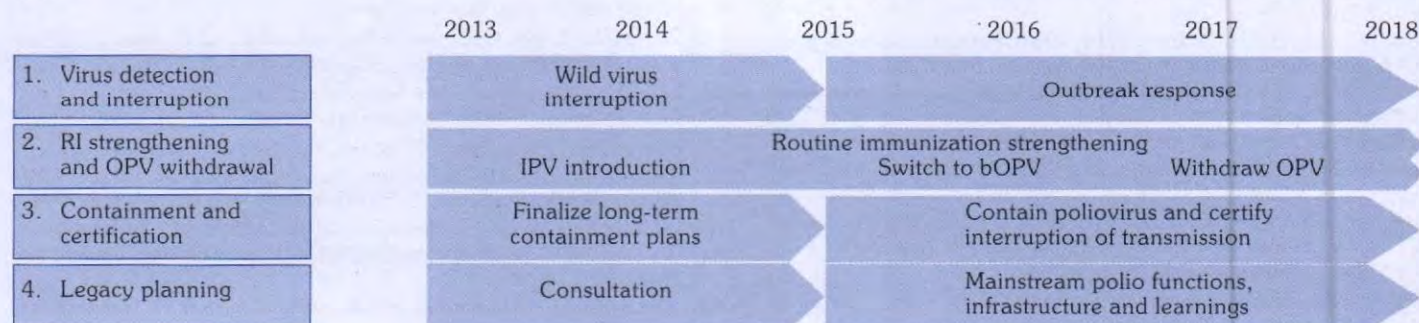 2013 2014 2015 2016 2017 2018
1. Virus detection
and interruption
Wild virus
interruption
Outbreak response
2. RI strengthening
and OPV withdrawal
Routine immunization strengthening
IPV introduction Switch to bOPV Withdraw OPV
3. Containment and
certification
Finalize long-term
containment plans
Contain poliovirus and certify
interruption of transmission
4. Legacy planning
Consultation
Mainstream polio functions,
infrastructure and learnings